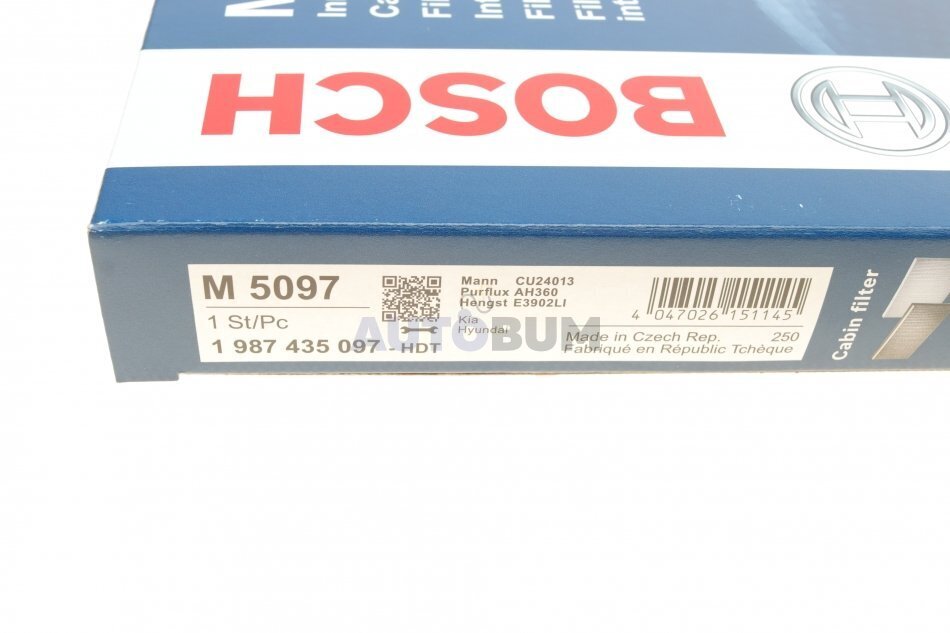 BOSCH
M 5097
1 St/Pc
1 987 435 097 - HDT
Mann CU24013
Purflux AH360
Hengst E3902LI
Kia
Hyundai
4 047026 151145
Made in Czech Rep. 250
Fabriqué en République Tchèque
Cabin filter
AUTOBUM